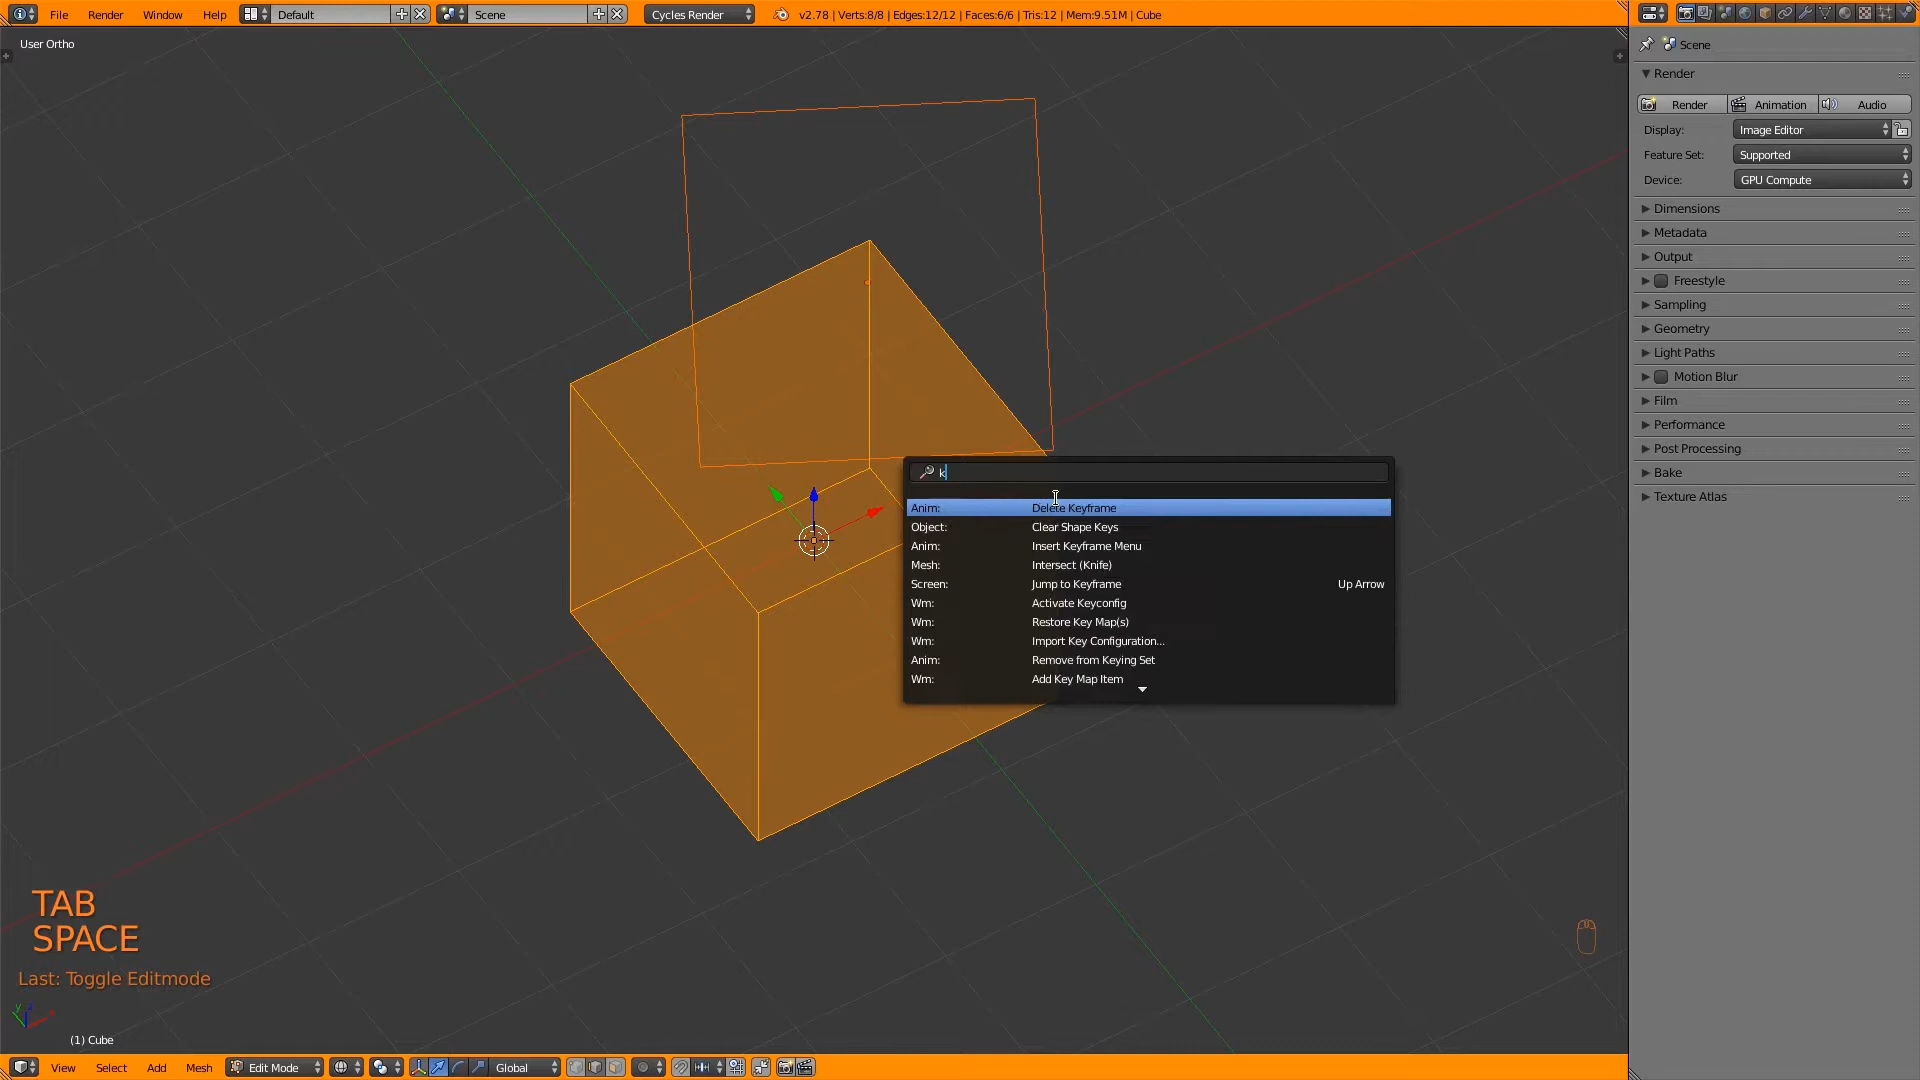 File Render Window Help Default Scene Cycles Render v2.78 | Verts:8/8 | Edges:12/12 | Faces:6/6 | Tris:12 | Mem:9.51M | Cube
User Ortho
Scene
Render
Render Animation Audio
Display: Image Editor
Feature Set: Supported
Device: GPU Compute
Dimensions
Metadata
Output
Freestyle
Sampling
Geometry
Light Paths
Motion Blur
Film
Performance
Post Processing
Bake
Texture Atlas
k
Anim: Delete Keyframe
Object: Clear Shape Keys
Anim: Insert Keyframe Menu
Mesh: Intersect (Knife)
Screen: Jump to Keyframe Up Arrow
Wm: Activate Keyconfig
Wm: Restore Key Map(s)
Wm: Import Key Configuration...
Anim: Remove from Keying Set
Wm: Add Key Map Item
TAB
SPACE
Last: Toggle Editmode
(1) Cube
View Select Add Mesh Edit Mode Global